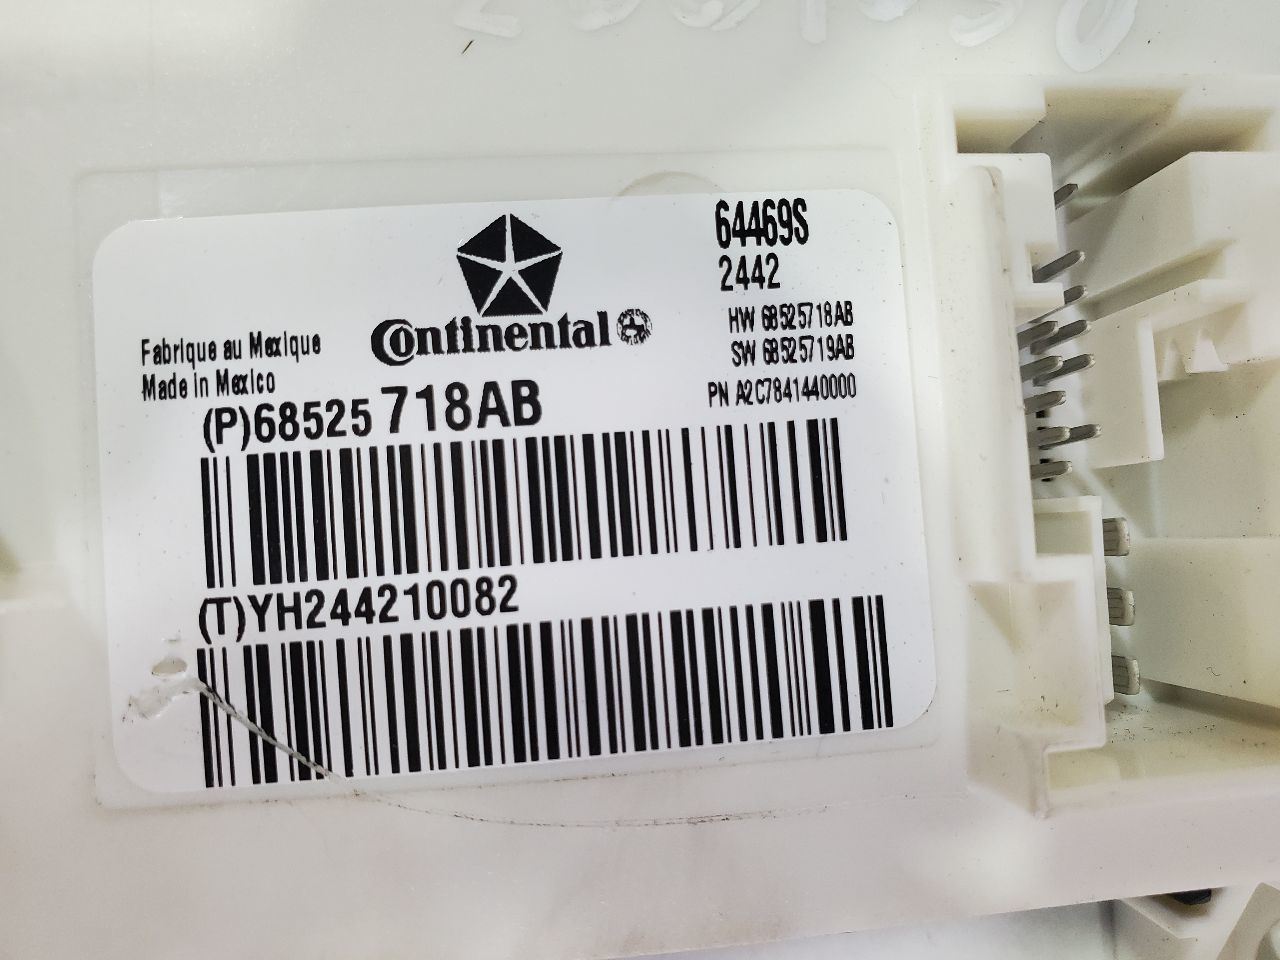 64469S
2442
HW 68525718AB
SW 68525719AB
PN A2C7841440000
Continental
Fabrique au Mexique
Made in Mexico
(P)68525718AB
(T)YH244210082